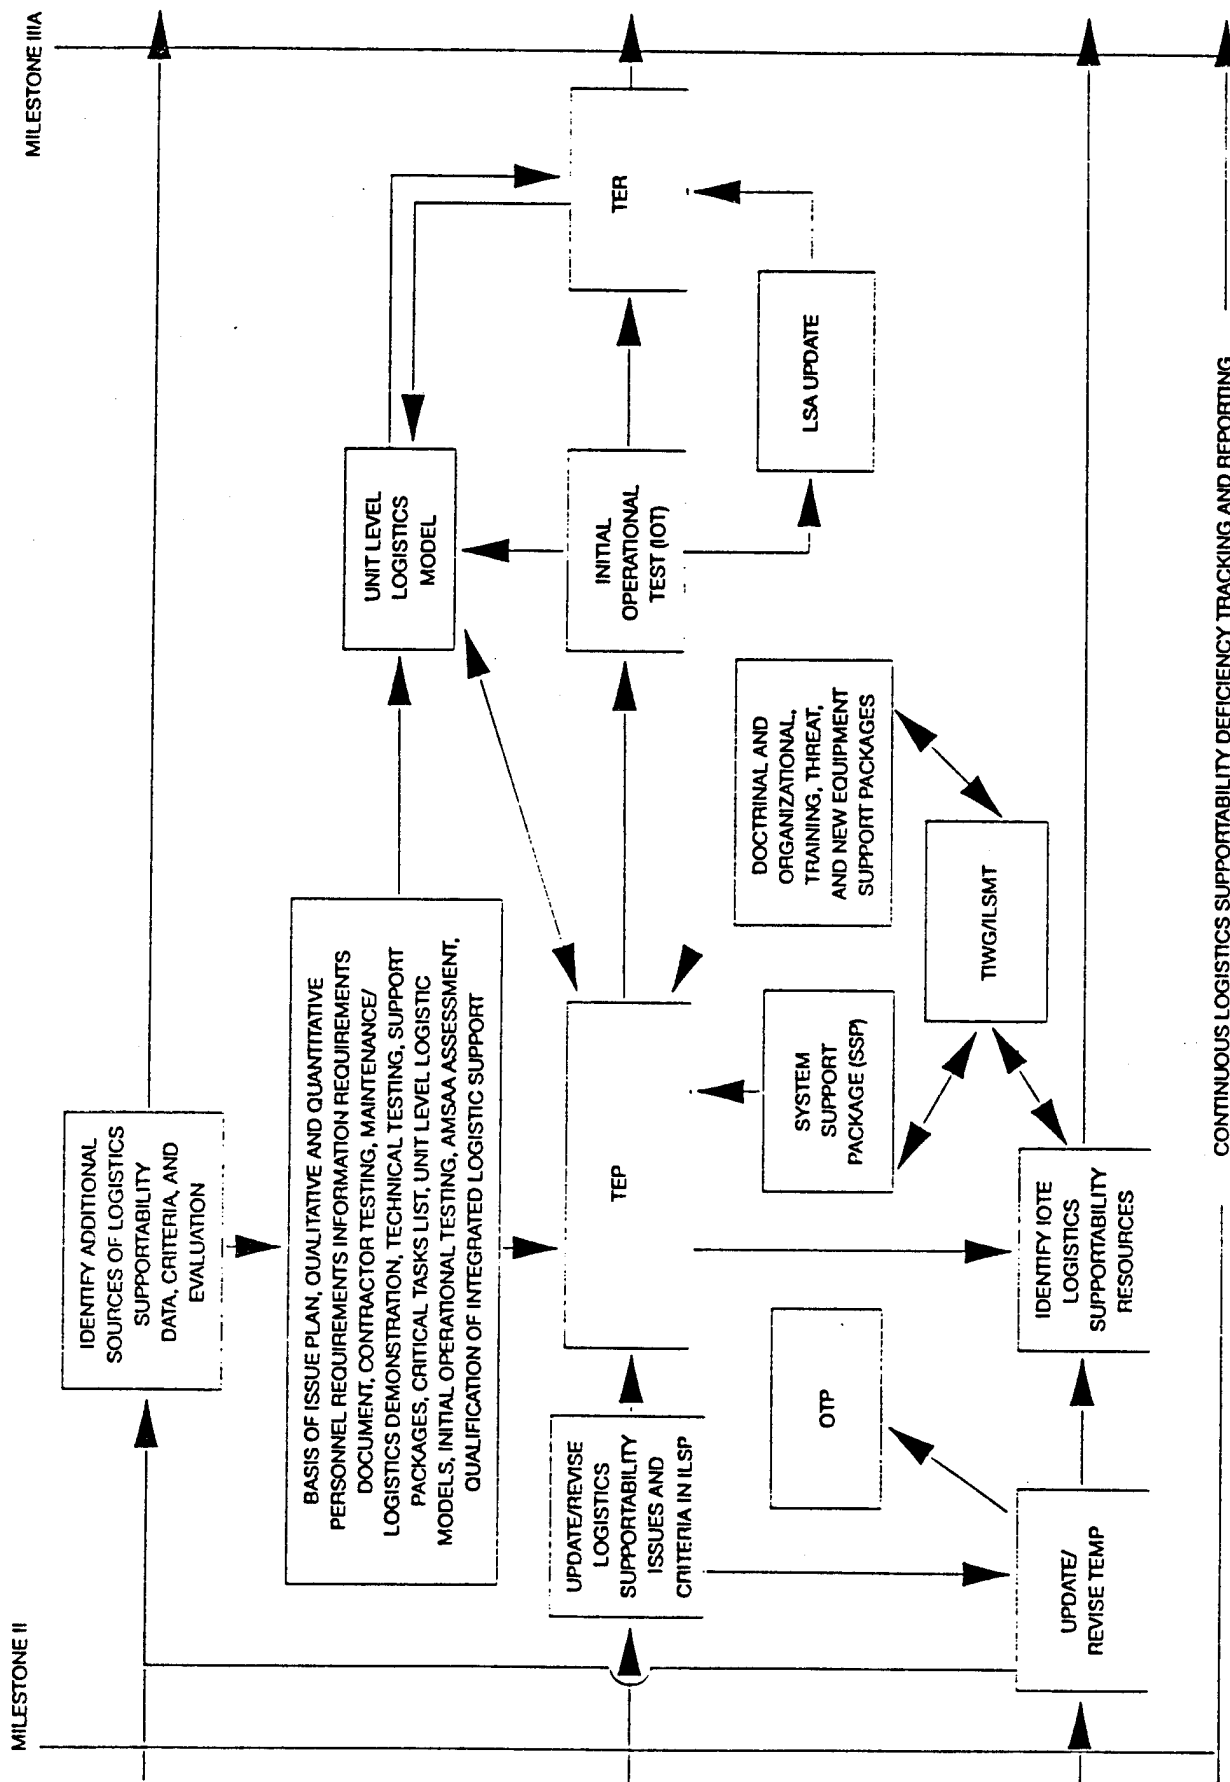 MILESTONE II
MILESTONE IIIA
IDENTIFY ADDITIONAL
SOURCES OF LOGISTICS
SUPPORTABILITY
DATA, CRITERIA, AND
EVALUATION
BASIS OF ISSUE PLAN, QUALITATIVE AND QUANTITATIVE
PERSONNEL REQUIREMENTS INFORMATION REQUIREMENTS
DOCUMENT, CONTRACTOR TESTING, MAINTENANCE/
LOGISTICS DEMONSTRATION, TECHNICAL TESTING, SUPPORT
PACKAGES, CRITICAL TASKS LIST, UNIT LEVEL LOGISTIC
MODELS, INITIAL OPERATIONAL TESTING, AMSAA ASSESSMENT,
QUALIFICATION OF INTEGRATED LOGISTIC SUPPORT
UNIT LEVEL
LOGISTICS
MODEL
UPDATE/REVISE
LOGISTICS
SUPPORTABILITY
ISSUES AND
CRITERIA IN ILSP
TEP
INITIAL
OPERATIONAL
TEST (IOT)
TER
OTP
SYSTEM
SUPPORT
PACKAGE (SSP)
DOCTRINAL AND
ORGANIZATIONAL,
TRAINING, THREAT,
AND NEW EQUIPMENT
SUPPORT PACKAGES
LSA UPDATE
TIWG/ILSMT
UPDATE/
REVISE TEMP
IDENTIFY IOTE
LOGISTICS
SUPPORTABILITY
RESOURCES
CONTINUOUS LOGISTICS SUPPORTABILITY DEFICIENCY TRACKING AND REPORTING